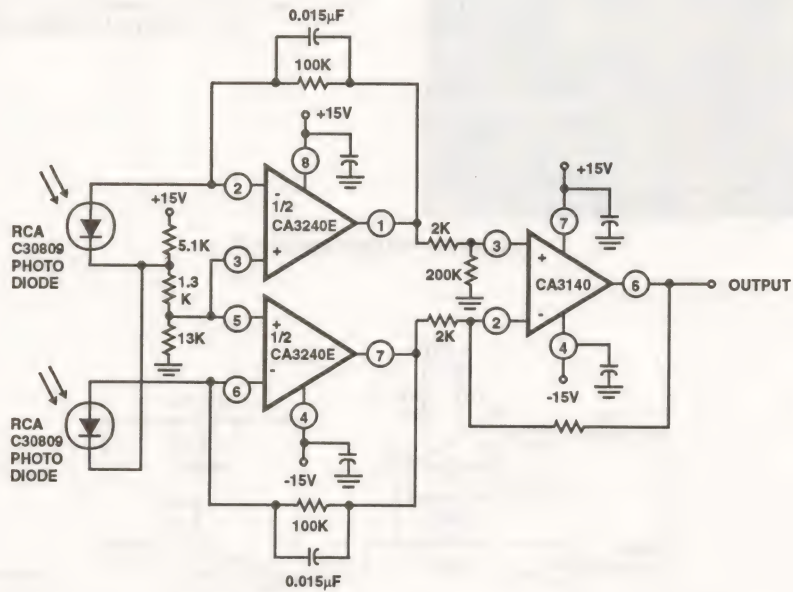 0.015µF
100K
+15V
8
2
-
1/2
CA3240E
1
3
+
RCA
C30809
PHOTO
DIODE
+15V
5.1K
1.3
K
13K
5
+
1/2
CA3240E
7
6
-
4
-15V
RCA
C30809
PHOTO
DIODE
100K
0.015µF
2K
200K
2K
3
+
CA3140
2
-
+15V
7
6
OUTPUT
4
-15V